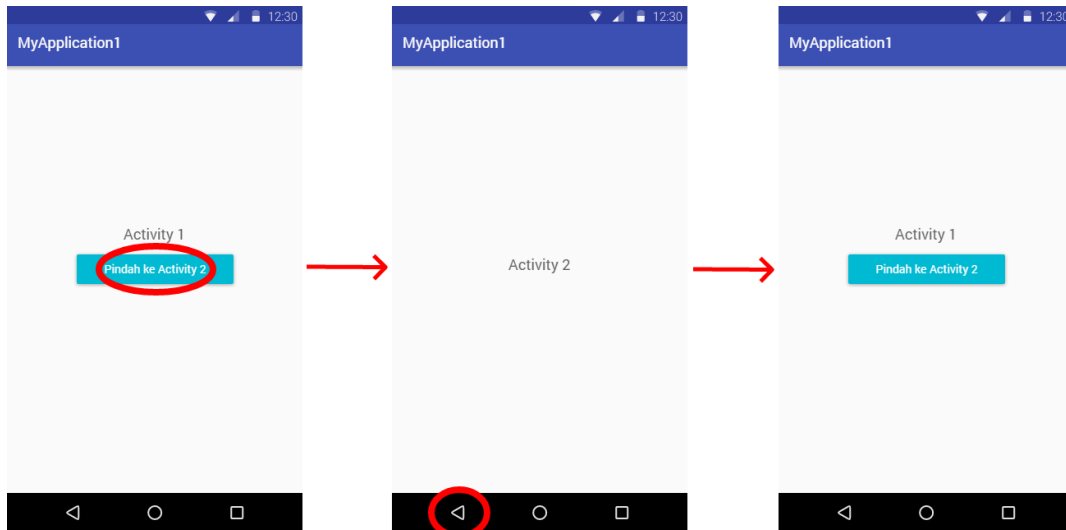 12:30
MyApplication1
Activity 1
Pindah ke Activity 2
12:30
MyApplication1
Activity 2
12:30
MyApplication1
Activity 1
Pindah ke Activity 2